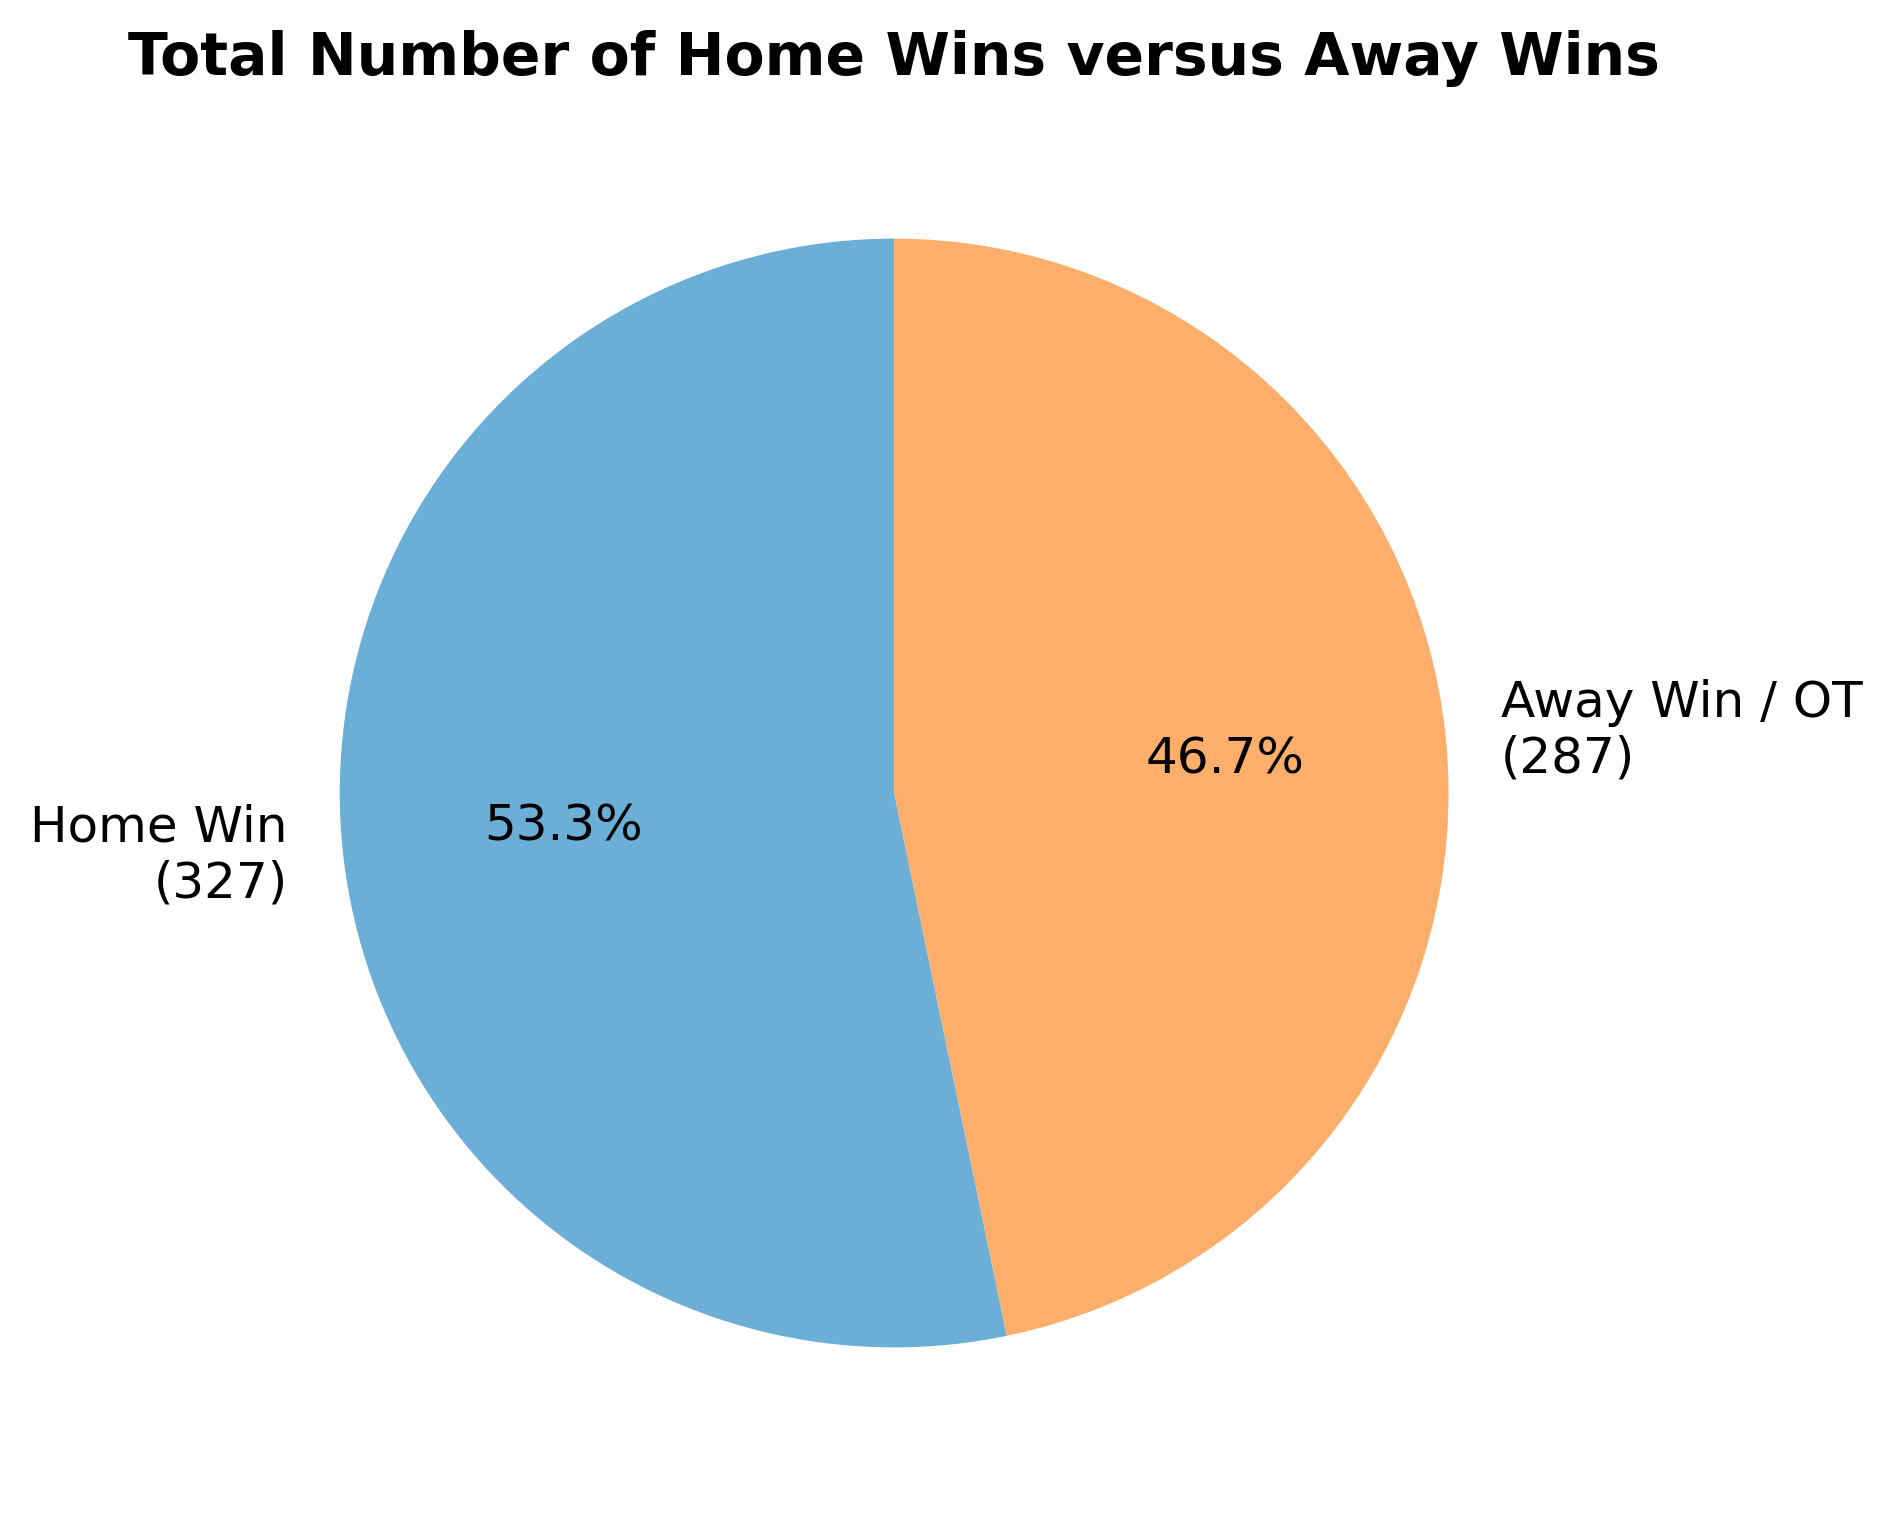 Total Number of Home Wins versus Away Wins
Away Win / OT
(287)
46.7%
53.3%
Home Win
(327)